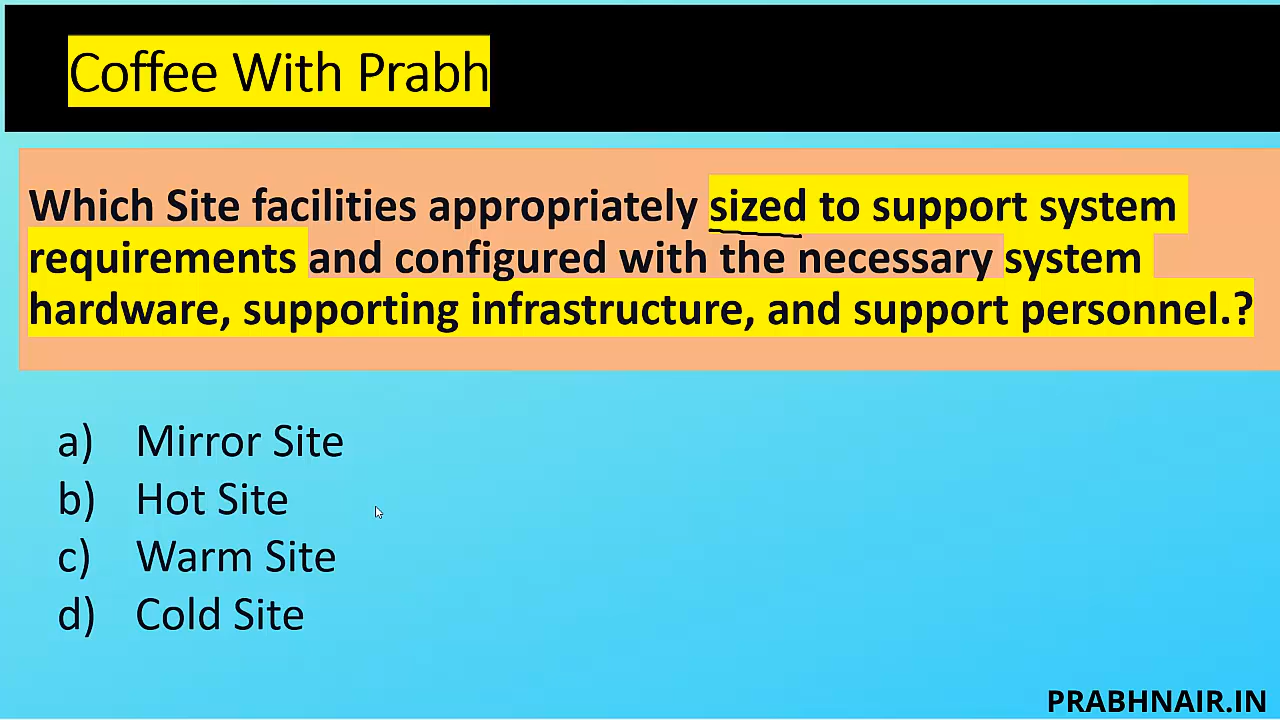 Coffee With Prabh
Which Site facilities appropriately sized to support system
requirements and configured with the necessary system
hardware, supporting infrastructure, and support personnel.?
a) Mirror Site
b) Hot Site
c) Warm Site
d) Cold Site
PRABHNAIR.IN